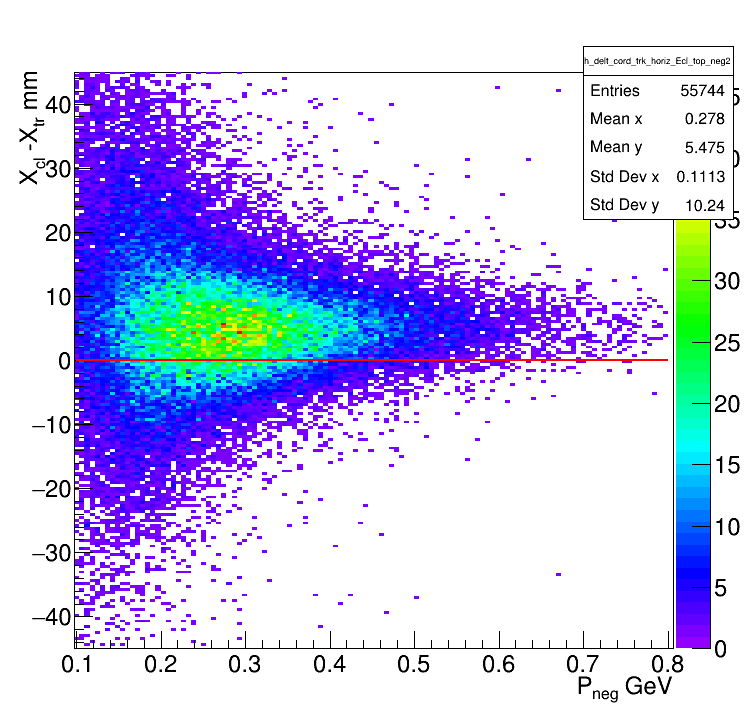 h_delt_cord_trk_horiz_Ecl_top_neg2
Entries 55744
Mean x 0.278
Mean y 5.475
Std Dev x 0.1113
Std Dev y 10.24
X_cl -X_tr mm
40
30
20
10
0
−10
−20
−30
−40
0.1 0.2 0.3 0.4 0.5 0.6 0.7 0.8
P_neg GeV
35
30
25
20
15
10
5
0